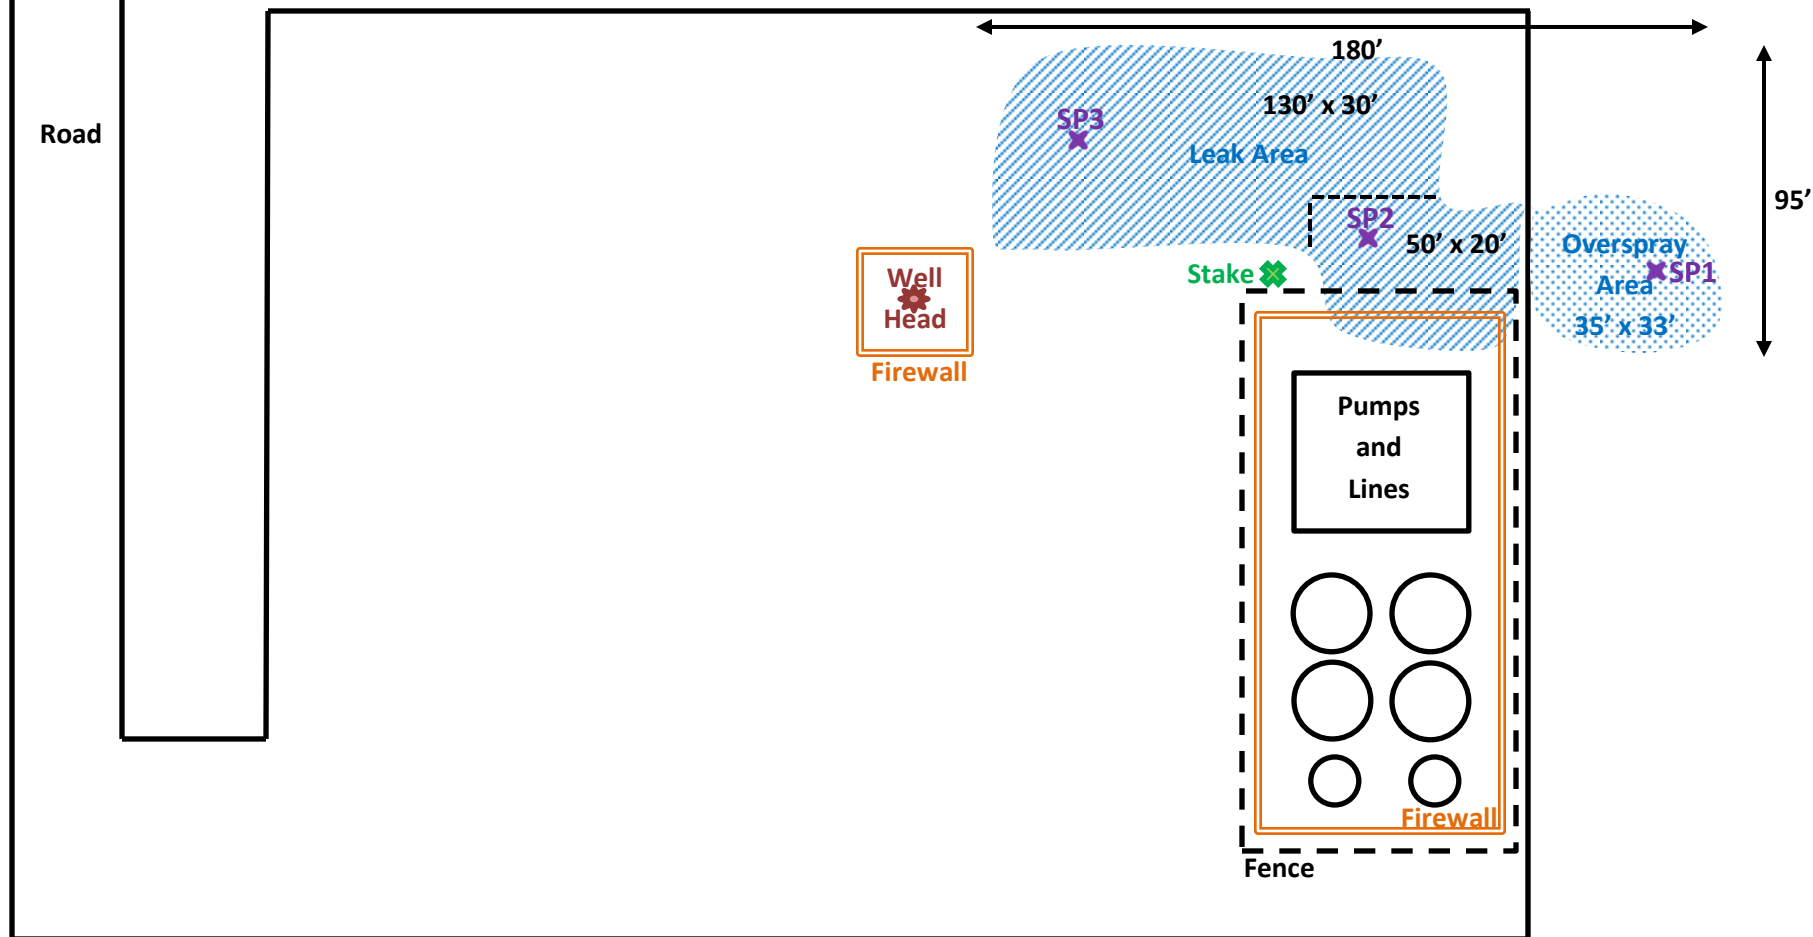 180’
130’ x 30’
Road
SP3
Leak Area
95’
SP2
50’ x 20’
Overspray
Area
35’ x 33’
SP1
Stake
Well
Head
Firewall
Pumps
and
Lines
Firewall
Fence